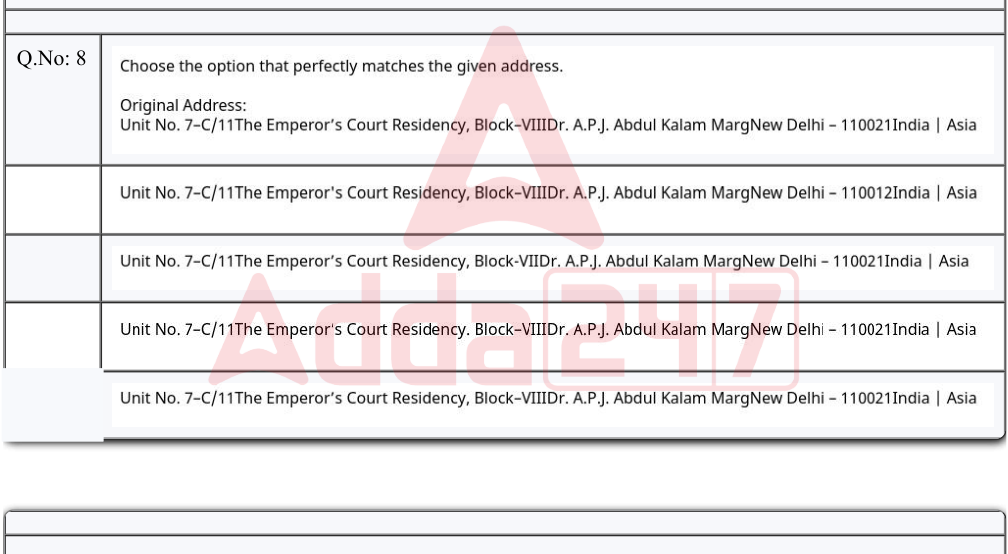 Q.No: 8
Choose the option that perfectly matches the given address.
Original Address:
Unit No. 7–C/11The Emperor’s Court Residency, Block–VIIIDr. A.P.J. Abdul Kalam MargNew Delhi – 110021India | Asia
Unit No. 7–C/11The Emperor's Court Residency, Block–VIIIDr. A.P.J. Abdul Kalam MargNew Delhi – 110012India | Asia
Unit No. 7–C/11The Emperor’s Court Residency, Block-VIIDr. A.P.J. Abdul Kalam MargNew Delhi – 110021India | Asia
Unit No. 7–C/11The Emperor's Court Residency. Block–VIIIDr. A.P.J. Abdul Kalam MargNew Delhi – 110021India | Asia
Unit No. 7–C/11The Emperor’s Court Residency, Block–VIIIDr. A.P.J. Abdul Kalam MargNew Delhi – 110021India | Asia
Adda247